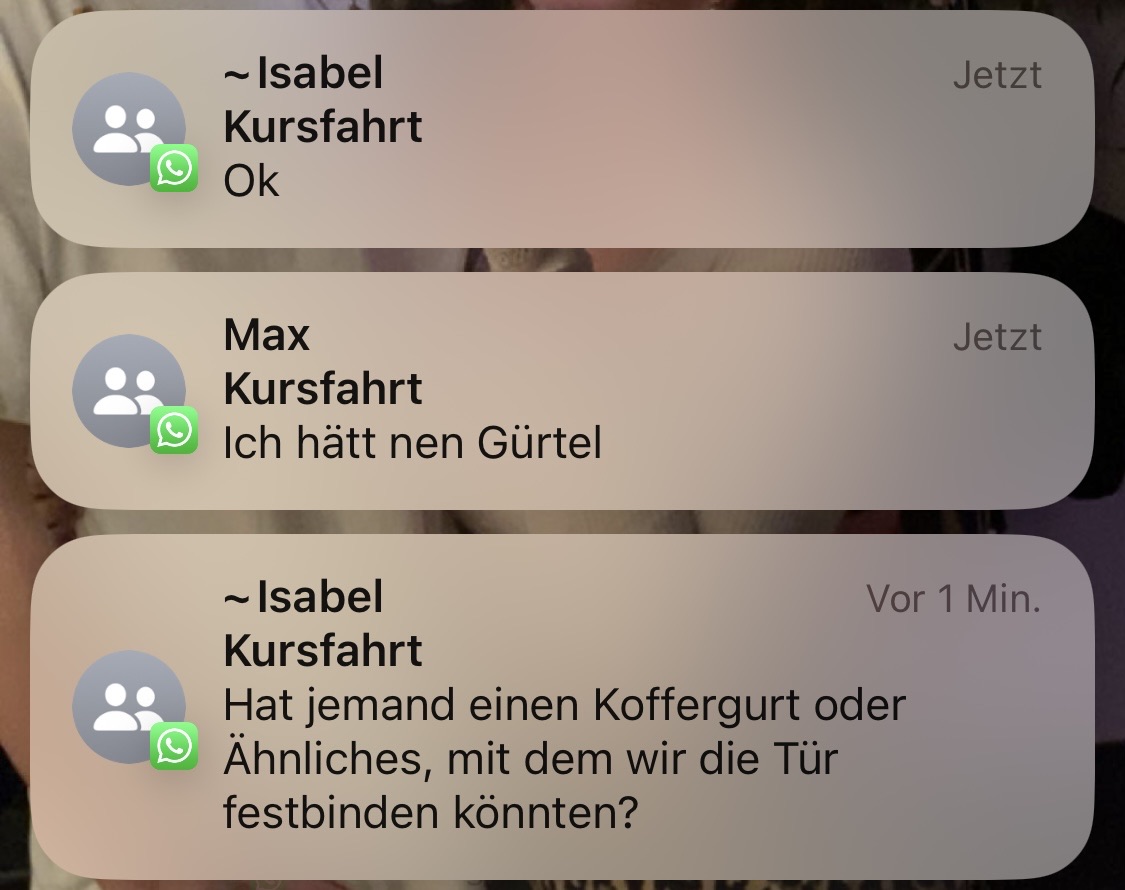 ~ Isabel
Jetzt
Kursfahrt
Ok
Max
Jetzt
Kursfahrt
Ich hätt nen Gürtel
~ Isabel
Vor 1 Min.
Kursfahrt
Hat jemand einen Koffergurt oder
Ähnliches, mit dem wir die Tür
festbinden könnten?